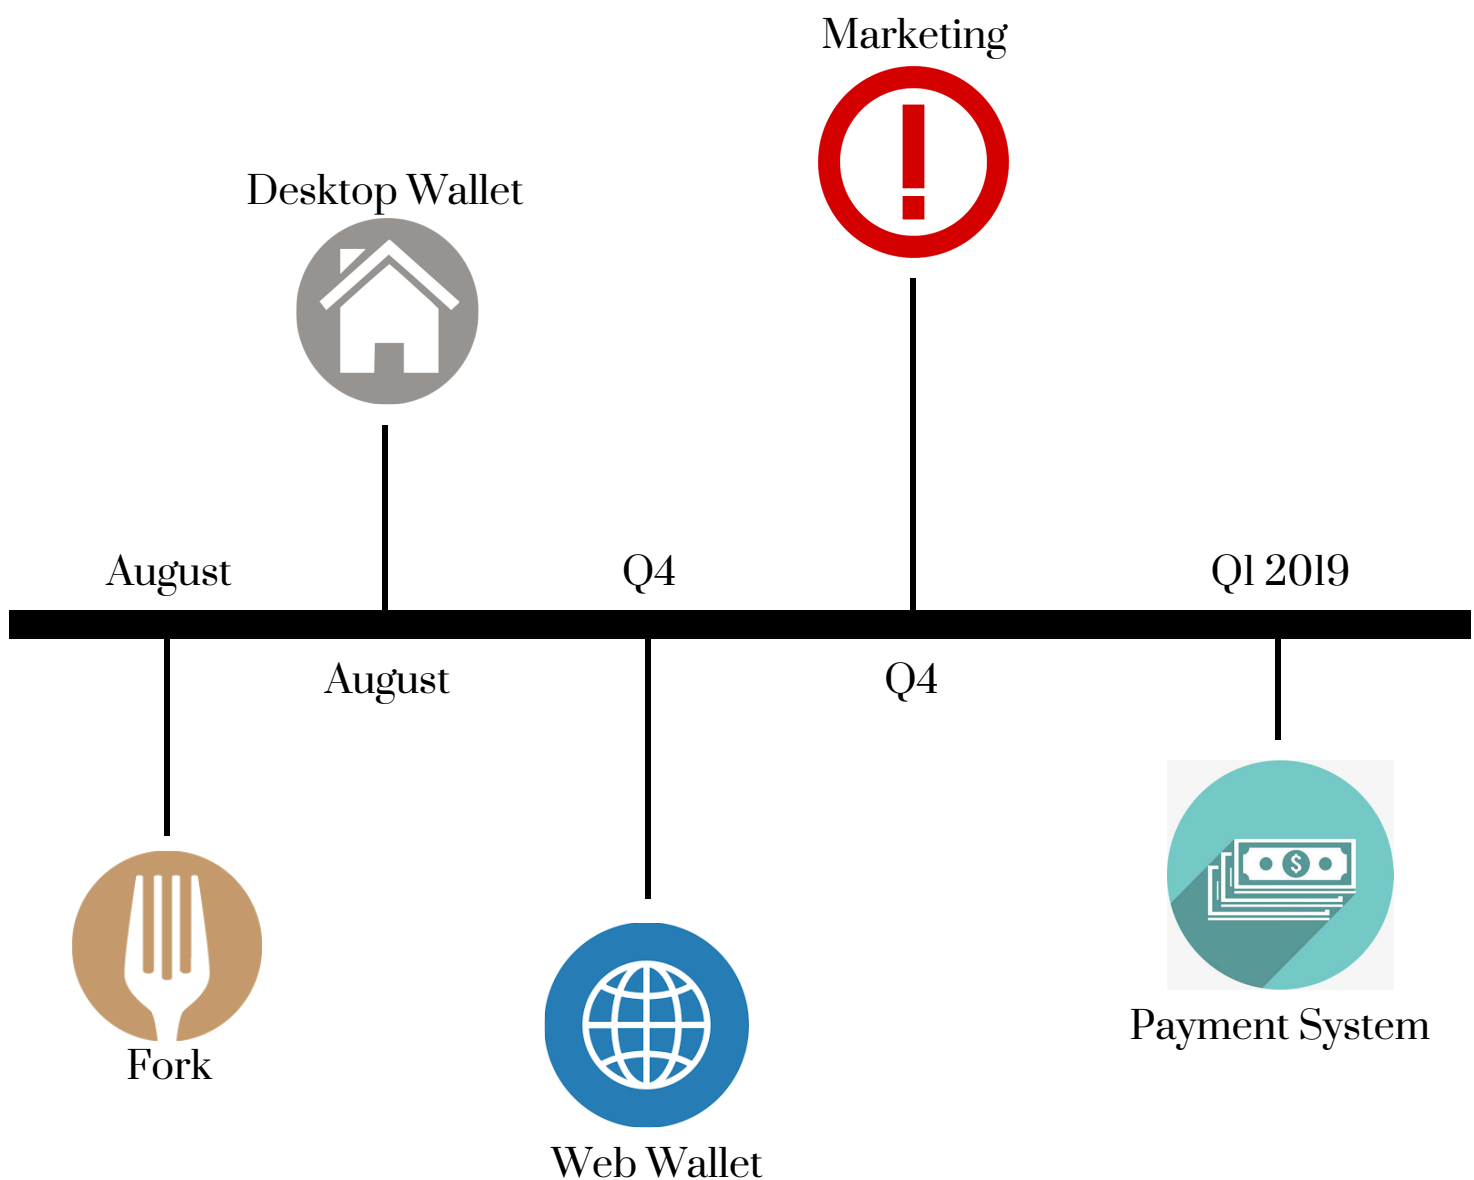 Marketing
Desktop Wallet
August
Q4
Q1 2019
August
Q4
$
Fork
Web Wallet
Payment System